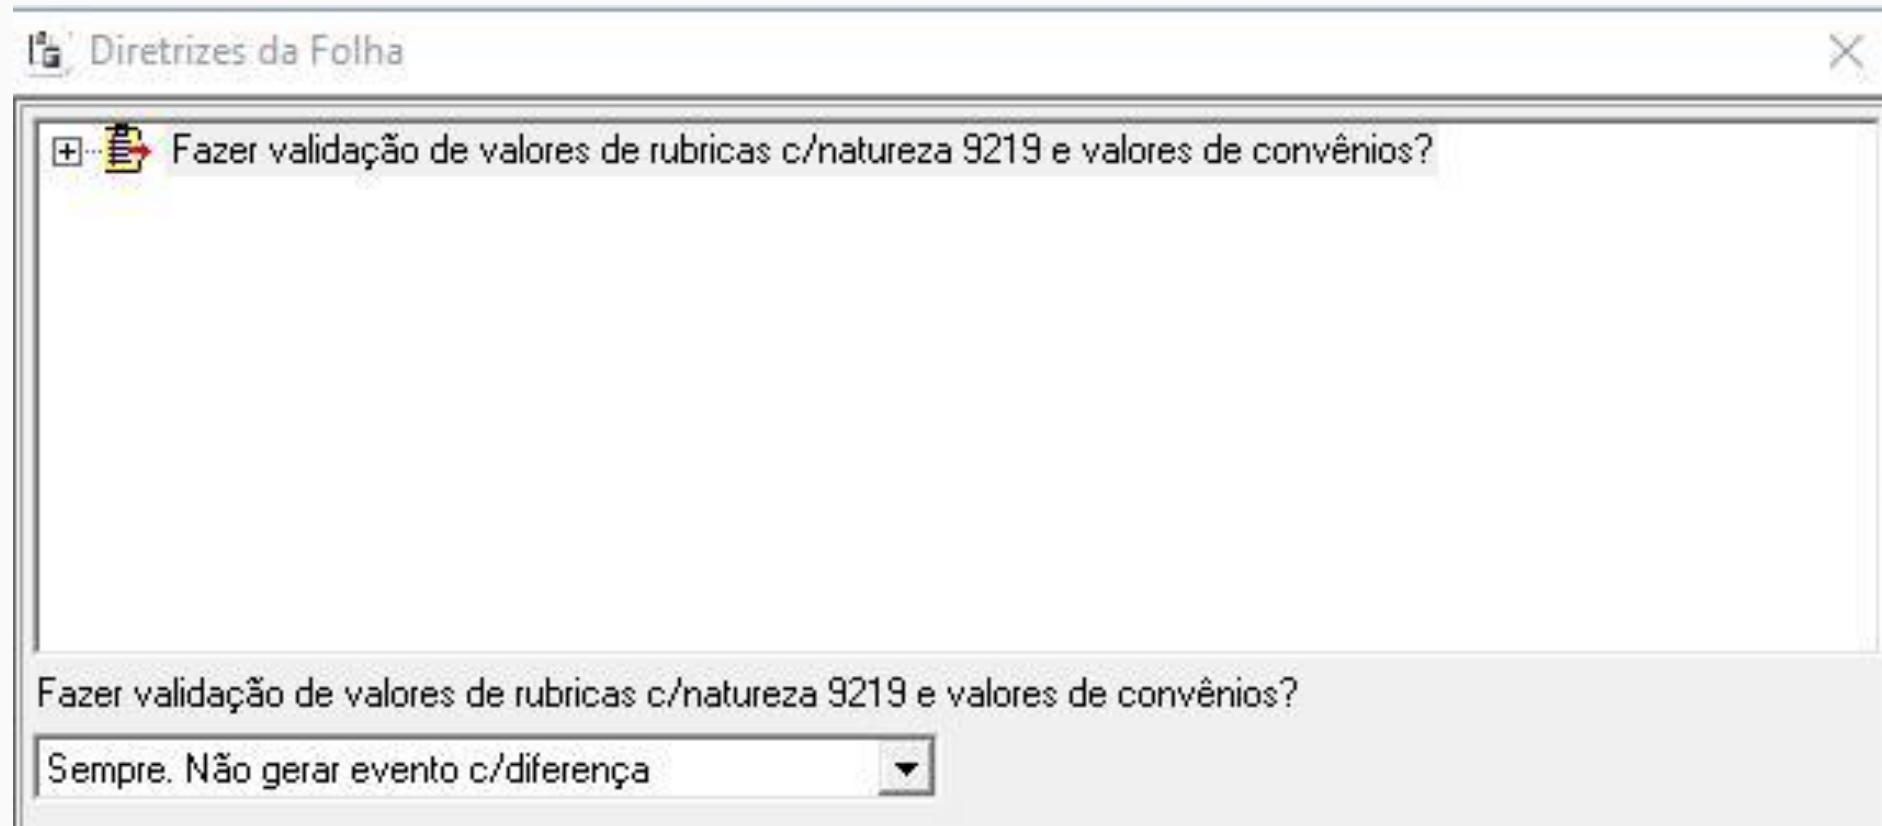 Diretrizes da Folha
Fazer validação de valores de rubricas c/natureza 9219 e valores de convênios?
Fazer validação de valores de rubricas c/natureza 9219 e valores de convênios?
Sempre. Não gerar evento c/diferença